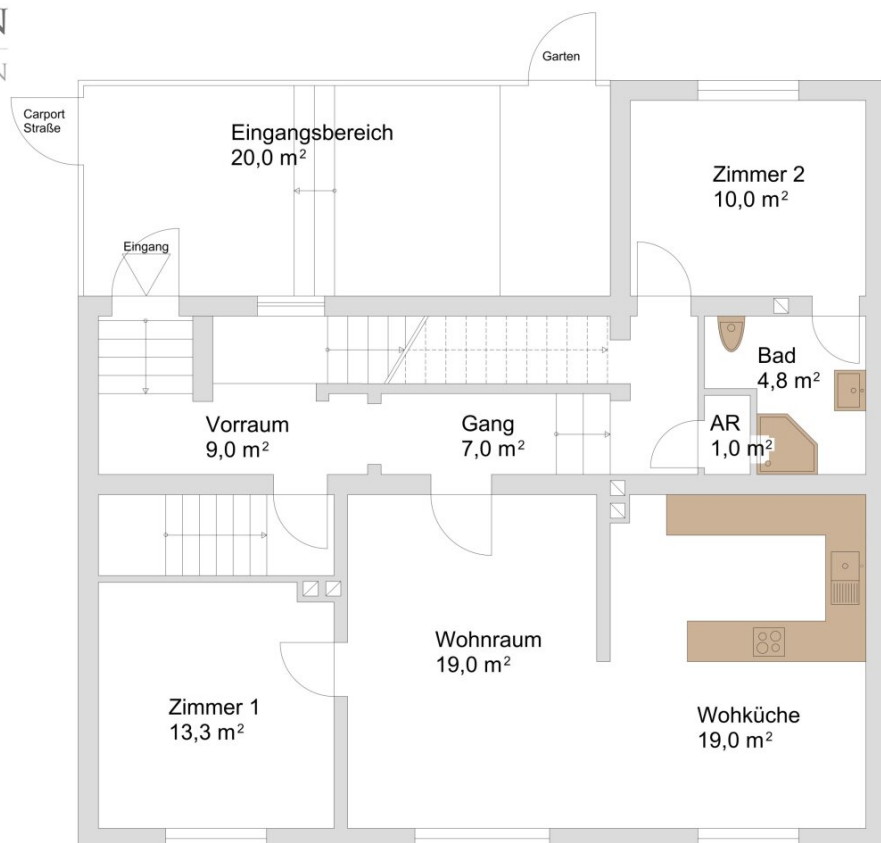 N
N
Garten
Carport
Straße
Eingangsbereich
20,0 m²
Zimmer 2
10,0 m²
Eingang
Bad
4,8 m²
Vorraum
9,0 m²
Gang
7,0 m²
AR
1,0 m²
Wohnraum
19,0 m²
Zimmer 1
13,3 m²
Wohküche
19,0 m²